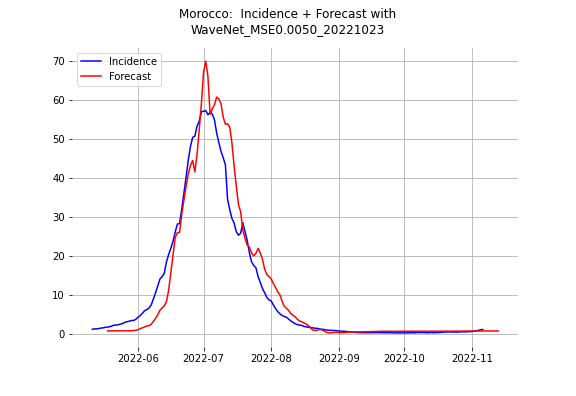 Morocco:  Incidence + Forecast with
WaveNet_MSE0.0050_20221023
Incidence
Forecast
70
60
50
40
30
20
10
0
2022-06 2022-07 2022-08 2022-09 2022-10 2022-11